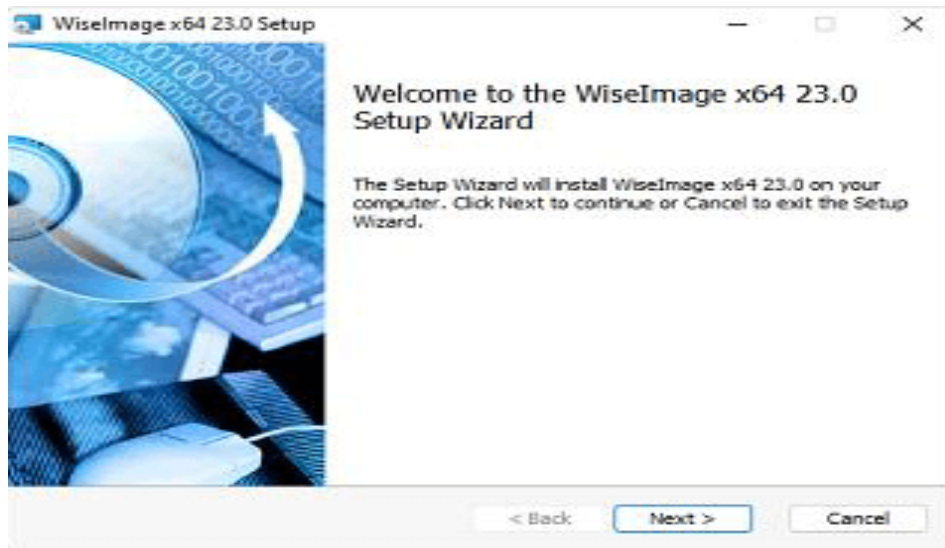 WiseImage x64 23.0 Setup
Welcome to the WiseImage x64 23.0
Setup Wizard
The Setup Wizard will install WiseImage x64 23.0 on your
computer. Click Next to continue or Cancel to exit the Setup
Wizard.
< Back Next > Cancel